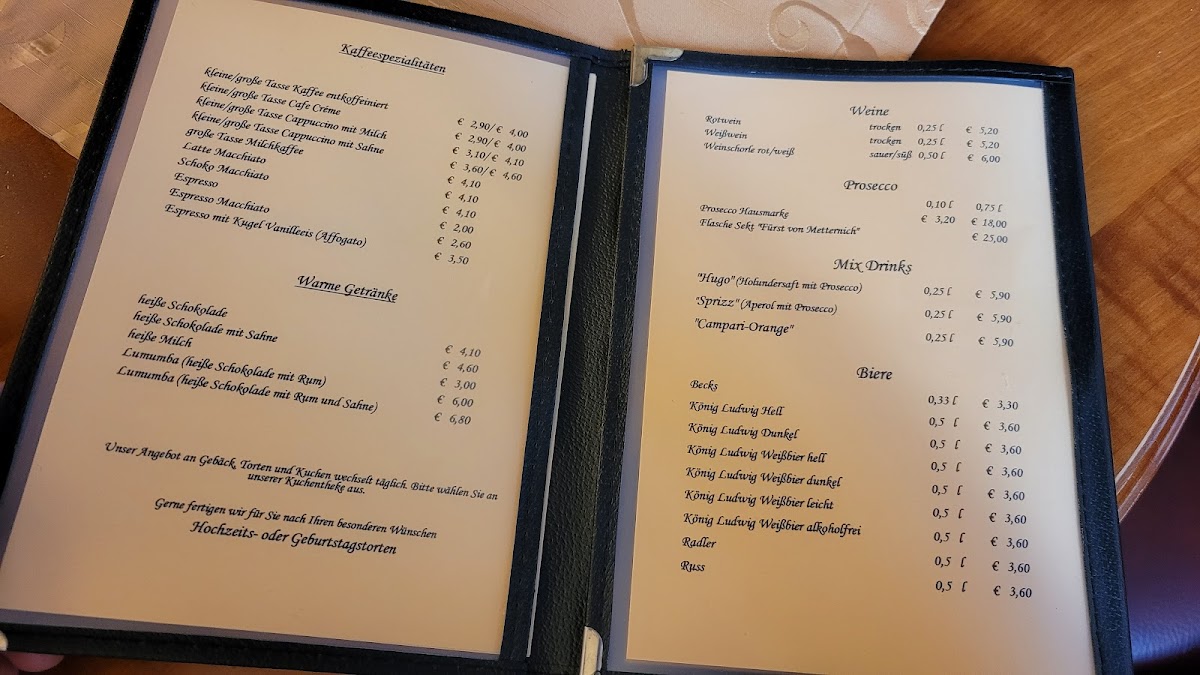 Kaffeespezialitäten
kleine/große Tasse Kaffee entkoffeiniert € 2,90/€ 4,00
kleine/große Tasse Cafe Créme € 2,90/€ 4,00
kleine/große Tasse Cappuccino mit Milch € 3,10/€ 4,10
kleine/große Tasse Cappuccino mit Sahne € 3,60/€ 4,60
große Tasse Milchkaffee € 4,10
Latte Macchiato € 4,10
Schoko Macchiato € 4,10
Espresso € 2,00
Espresso Macchiato € 2,60
Espresso mit Kugel Vanilleeis (Affogato) € 3,50
Warme Getränke
heiße Schokolade € 4,10
heiße Schokolade mit Sahne € 4,60
heiße Milch € 3,00
Lumumba (heiße Schokolade mit Rum) € 6,00
Lumumba (heiße Schokolade mit Rum und Sahne) € 6,80
Unser Angebot an Gebäck, Torten und Kuchen wechselt täglich. Bitte wählen Sie an
unserer Kuchentheke aus.
Gerne fertigen wir für Sie nach Ihren besonderen Wünschen
Hochzeits- oder Geburtstagstorten
Weine
Rotwein trocken 0,25 l € 5,20
Weißwein trocken 0,25 l € 5,20
Weinschorle rot/weiß sauer/süß 0,50 l € 6,00
Prosecco
0,10 l 0,75 l
Prosecco Hausmarke € 3,20 € 18,00
Flasche Sekt "Fürst von Metternich" € 25,00
Mix Drinks
"Hugo" (Holundersaft mit Prosecco) 0,25 l € 5,90
"Sprizz" (Aperol mit Prosecco) 0,25 l € 5,90
"Campari-Orange" 0,25 l € 5,90
Biere
Becks 0,33 l € 3,30
König Ludwig Hell 0,5 l € 3,60
König Ludwig Dunkel 0,5 l € 3,60
König Ludwig Weißbier hell 0,5 l € 3,60
König Ludwig Weißbier dunkel 0,5 l € 3,60
König Ludwig Weißbier leicht 0,5 l € 3,60
König Ludwig Weißbier alkoholfrei 0,5 l € 3,60
Radler 0,5 l € 3,60
Russ 0,5 l € 3,60